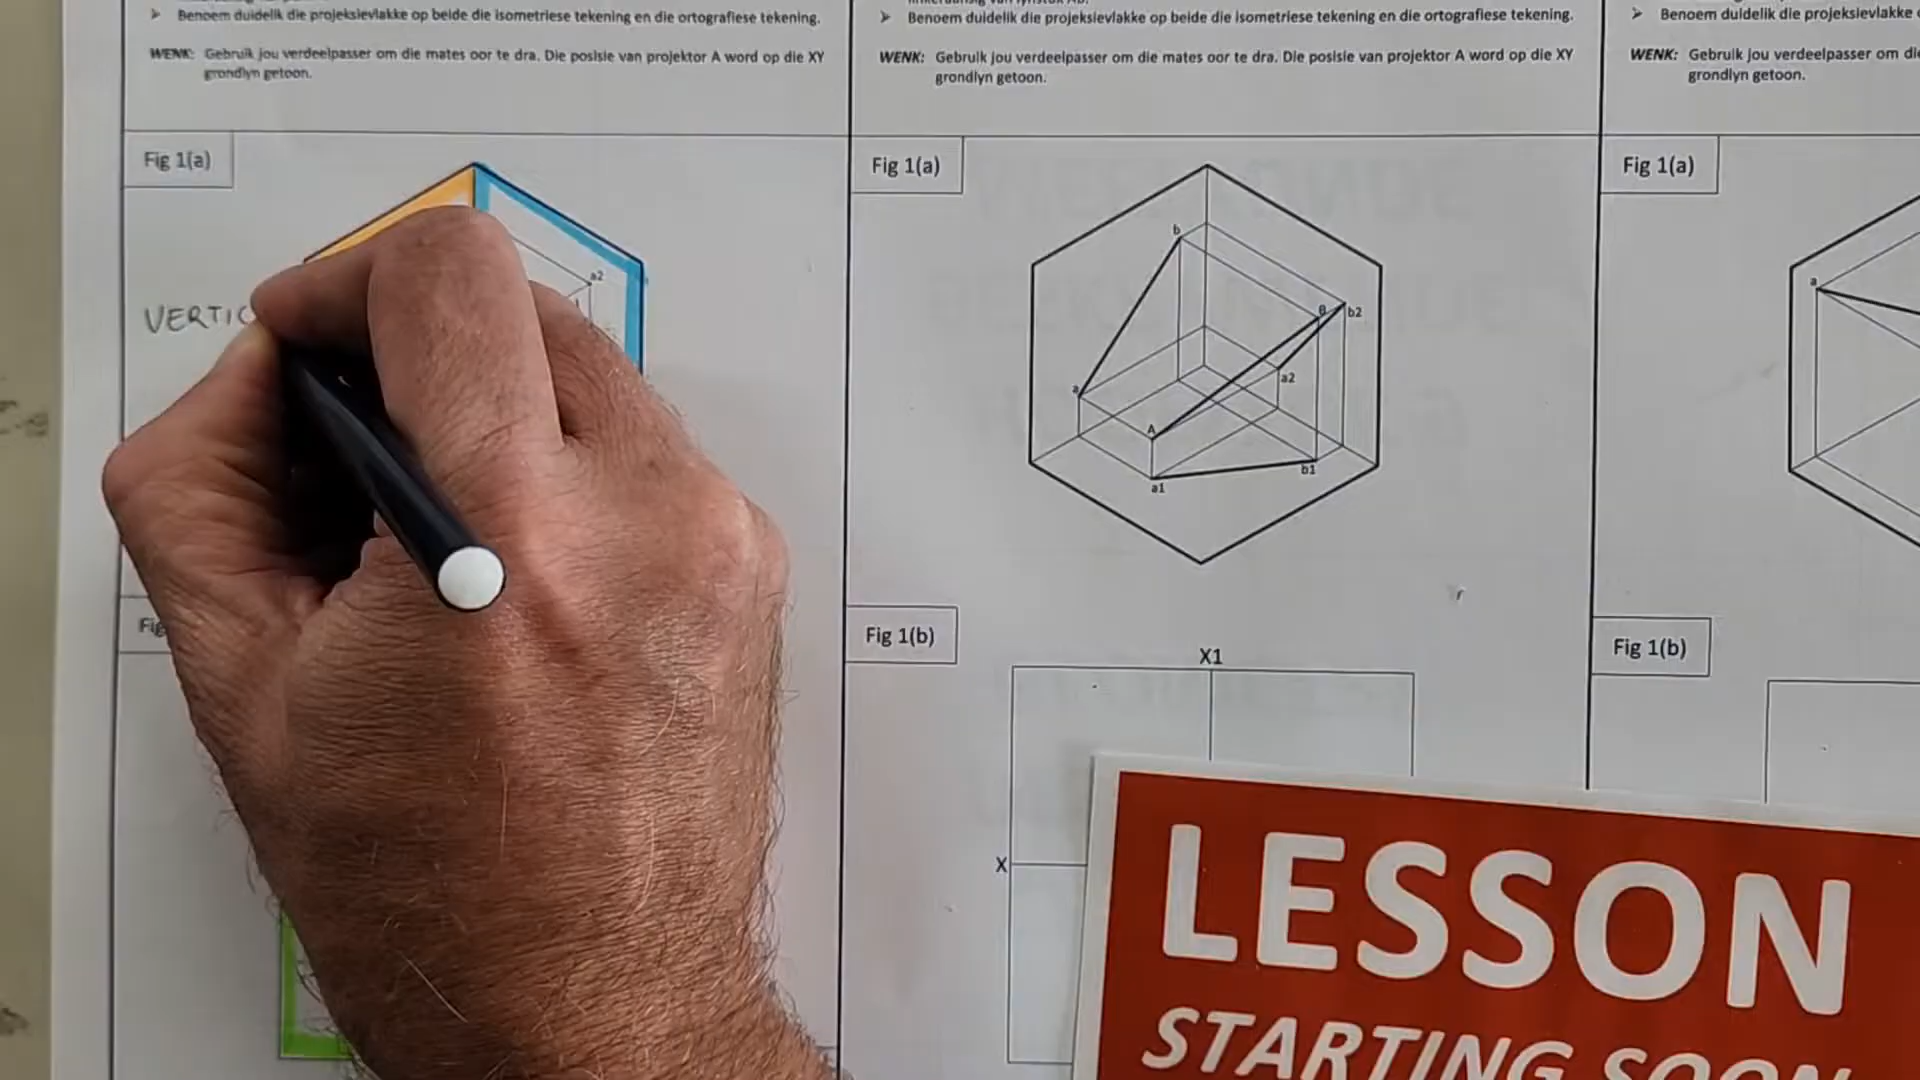 ➢ Benoem duidelik die projeksievlakke op beide die isometriese tekening en die ortografiese tekening.
WENK: Gebruik jou verdeelpasser om die mates oor te dra. Die posisie van projektor A word op die XY
grondlyn getoon.
Fig 1(a)
a2
VERTIC
➢ Benoem duidelik die projeksievlakke op beide die isometriese tekening en die ortografiese tekening.
WENK: Gebruik jou verdeelpasser om die mates oor te dra. Die posisie van projektor A word op die XY
grondlyn getoon.
Fig 1(a)
b
B
b2
a
a2
A
b1
a1
Fig 1(b)
X1
X
➢ Benoem duidelik die projeksievlakke
WENK: Gebruik jou verdeelpasser om die
grondlyn getoon.
Fig 1(a)
a
Fig 1(b)
LESSON
STARTING SOON